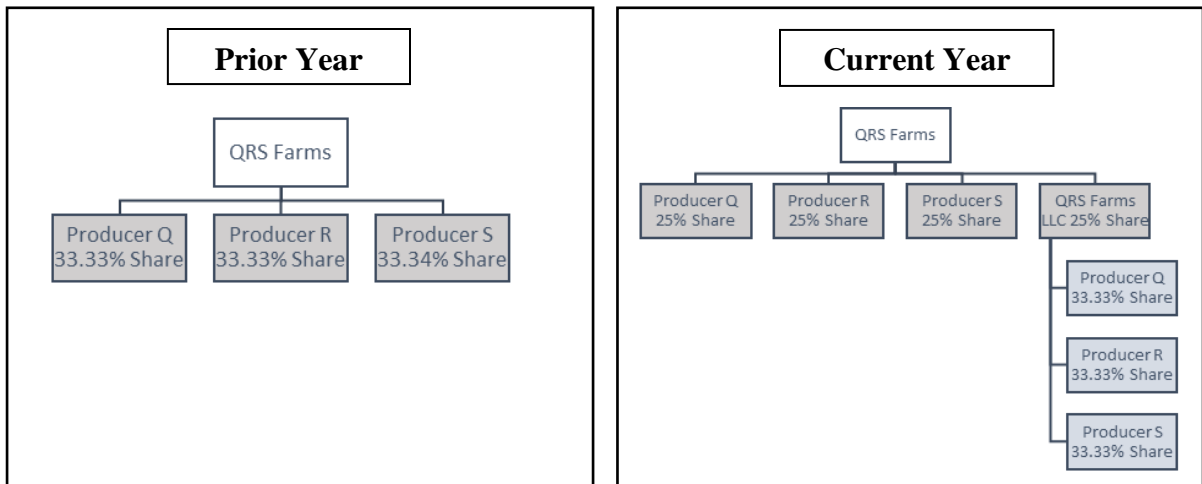 Prior Year
QRS Farms
Producer Q
33.33% Share
Producer R
33.33% Share
Producer S
33.34% Share
Current Year
QRS Farms
Producer Q
25% Share
Producer R
25% Share
Producer S
25% Share
QRS Farms
LLC 25% Share
Producer Q
33.33% Share
Producer R
33.33% Share
Producer S
33.33% Share